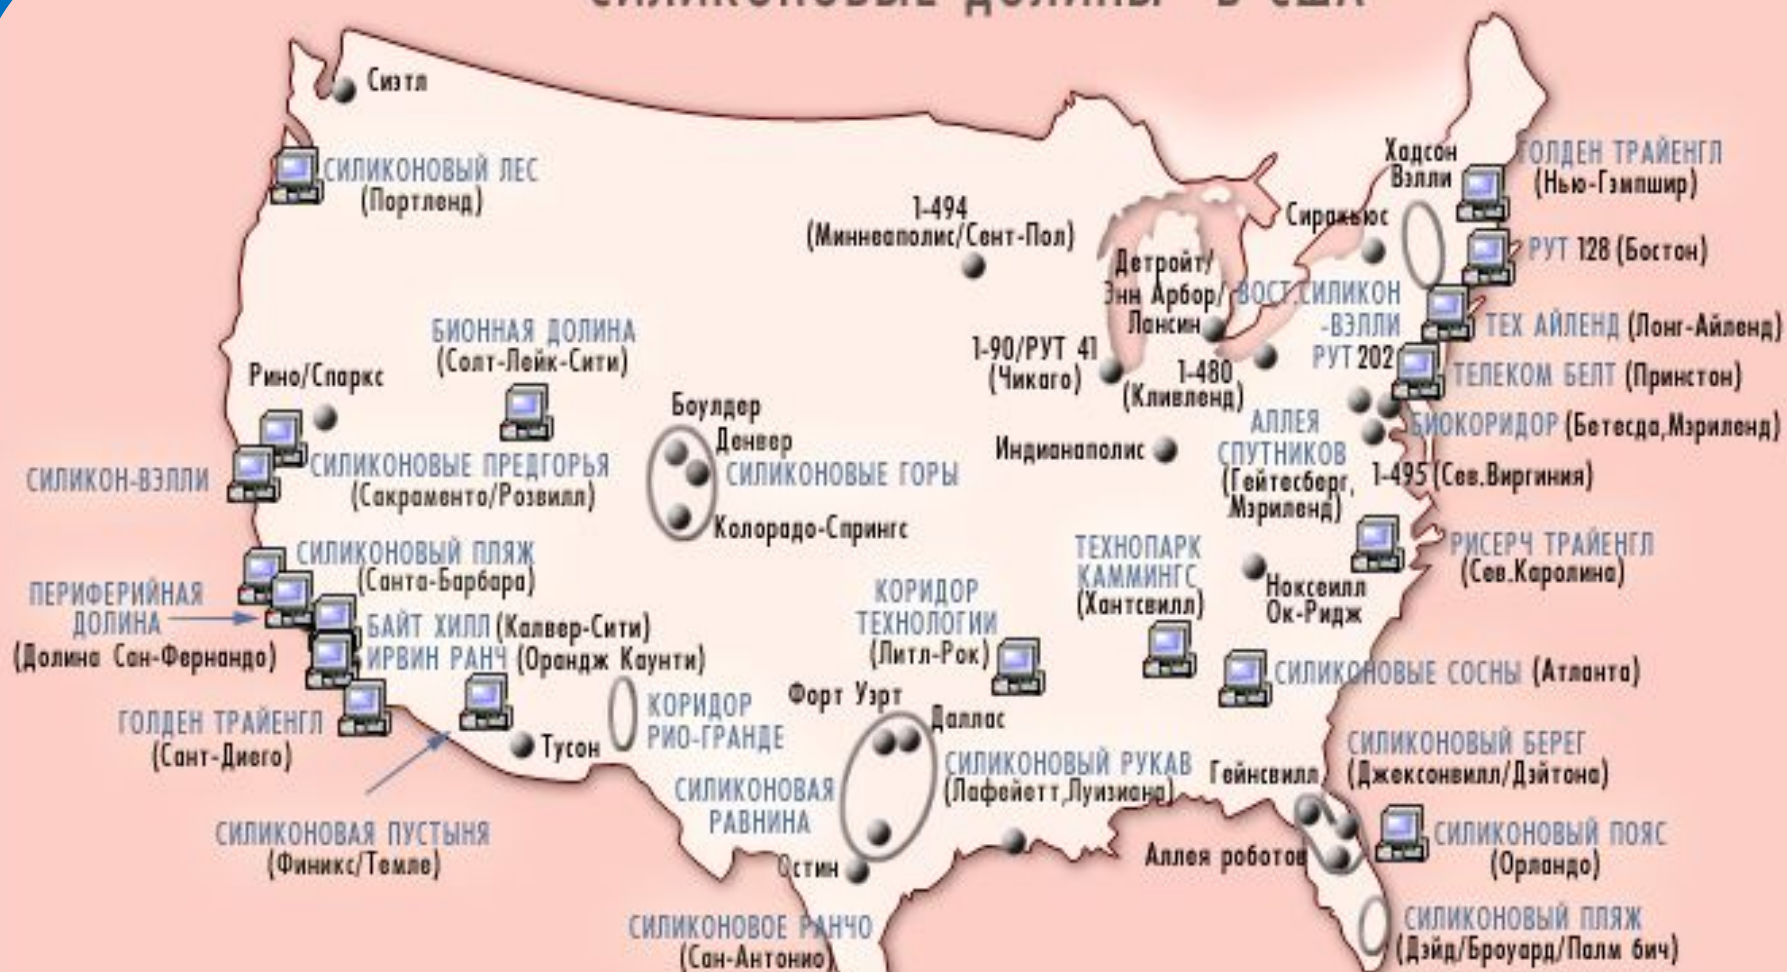 СИЛИКОНОВЫЕ ДОЛИНЫ В США
Сиэтл
СИЛИКОНОВЫЙ ЛЕС
(Портленд)
1-494
(Миннеаполис/Сент-Пол)
Хадсон
Вэлли
ГОЛДЕН ТРАЙЕНГЛ
(Нью-Гэмпшир)
Сиракьюс
РУТ 128 (Бостон)
Детройт/
Энн Арбор/
Лансин
ВОСТ.СИЛИКОН
-ВЭЛЛИ
РУТ 202
ТЕХ АЙЛЕНД (Лонг-Айленд)
БИОННАЯ ДОЛИНА
(Солт-Лейк-Сити)
1-90/РУТ 41
(Чикаго)
1-480
(Кливленд)
ТЕЛЕКОМ БЕЛТ (Принстон)
Рино/Спаркс
Боулдер
Денвер
СИЛИКОНОВЫЕ ГОРЫ
Колорадо-Спрингс
Индианаполис
АЛЛЕЯ
СПУТНИКОВ
(Гейтесберг,
Мэриленд)
БИОКОРИДОР (Бетесда,Мэриленд)
1-495 (Сев.Виргиния)
СИЛИКОН-ВЭЛЛИ
СИЛИКОНОВЫЕ ПРЕДГОРЬЯ
(Сакраменто/Розвилл)
СИЛИКОНОВЫЙ ПЛЯЖ
(Санта-Барбара)
ПЕРИФЕРИЙНАЯ
ДОЛИНА
(Долина Сан-Фернандо)
БАЙТ ХИЛЛ (Калвер-Сити)
ИРВИН РАНЧ (Орандж Каунти)
КОРИДОР
ТЕХНОЛОГИИ
(Литл-Рок)
ТЕХНОПАРК
КАММИНГС
(Хантсвилл)
Ноксвилл
Ок-Ридж
РИСЕРЧ ТРАЙЕНГЛ
(Сев.Каролина)
СИЛИКОНОВЫЕ СОСНЫ (Атланта)
ГОЛДЕН ТРАЙЕНГЛ
(Сант-Диего)
Тусон
КОРИДОР
РИО-ГРАНДЕ
Форт Уэрт
Даллас
СИЛИКОНОВЫЙ РУКАВ
(Лафейетт,Луизиана)
Гейнсвилл
СИЛИКОНОВЫЙ БЕРЕГ
(Джексонвилл/Дэйтона)
СИЛИКОНОВАЯ
РАВНИНА
СИЛИКОНОВАЯ ПУСТЫНЯ
(Финикс/Темпе)
Остин
Аллея роботов
СИЛИКОНОВЫЙ ПОЯС
(Орландо)
СИЛИКОНОВОЕ РАНЧО
(Сан-Антонио)
СИЛИКОНОВЫЙ ПЛЯЖ
(Дэйд/Броуард/Палм бич)